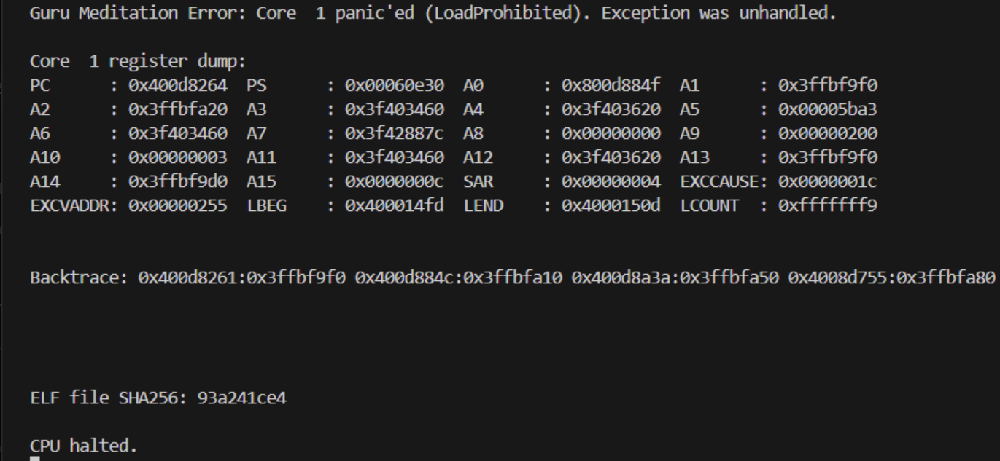 Guru Meditation Error: Core  1 panic'ed (LoadProhibited). Exception was unhandled.
Core  1 register dump:
PC      : 0x400d8264  PS      : 0x00060e30  A0      : 0x800d884f  A1      : 0x3ffbf9f0
A2      : 0x3ffbfa20  A3      : 0x3f403460  A4      : 0x3f403620  A5      : 0x00005ba3
A6      : 0x3f403460  A7      : 0x3f42887c  A8      : 0x00000000  A9      : 0x00000200
A10     : 0x00000003  A11     : 0x3f403460  A12     : 0x3f403620  A13     : 0x3ffbf9f0
A14     : 0x3ffbf9d0  A15     : 0x0000000c  SAR     : 0x00000004  EXCCAUSE: 0x0000001c
EXCVADDR: 0x00000255  LBEG    : 0x400014fd  LEND    : 0x4000150d  LCOUNT  : 0xfffffff9
Backtrace: 0x400d8261:0x3ffbf9f0 0x400d884c:0x3ffbfa10 0x400d8a3a:0x3ffbfa50 0x4008d755:0x3ffbfa80
ELF file SHA256: 93a241ce4
CPU halted.